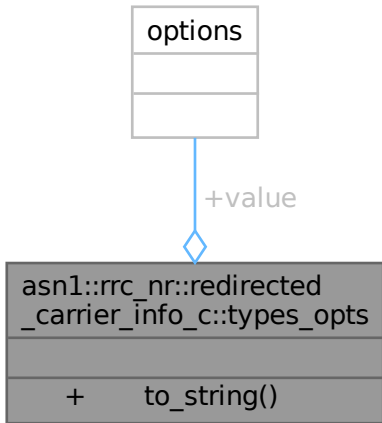 options
+value
asn1::rrc_nr::redirected
_carrier_info_c::types_opts
+ to_string()